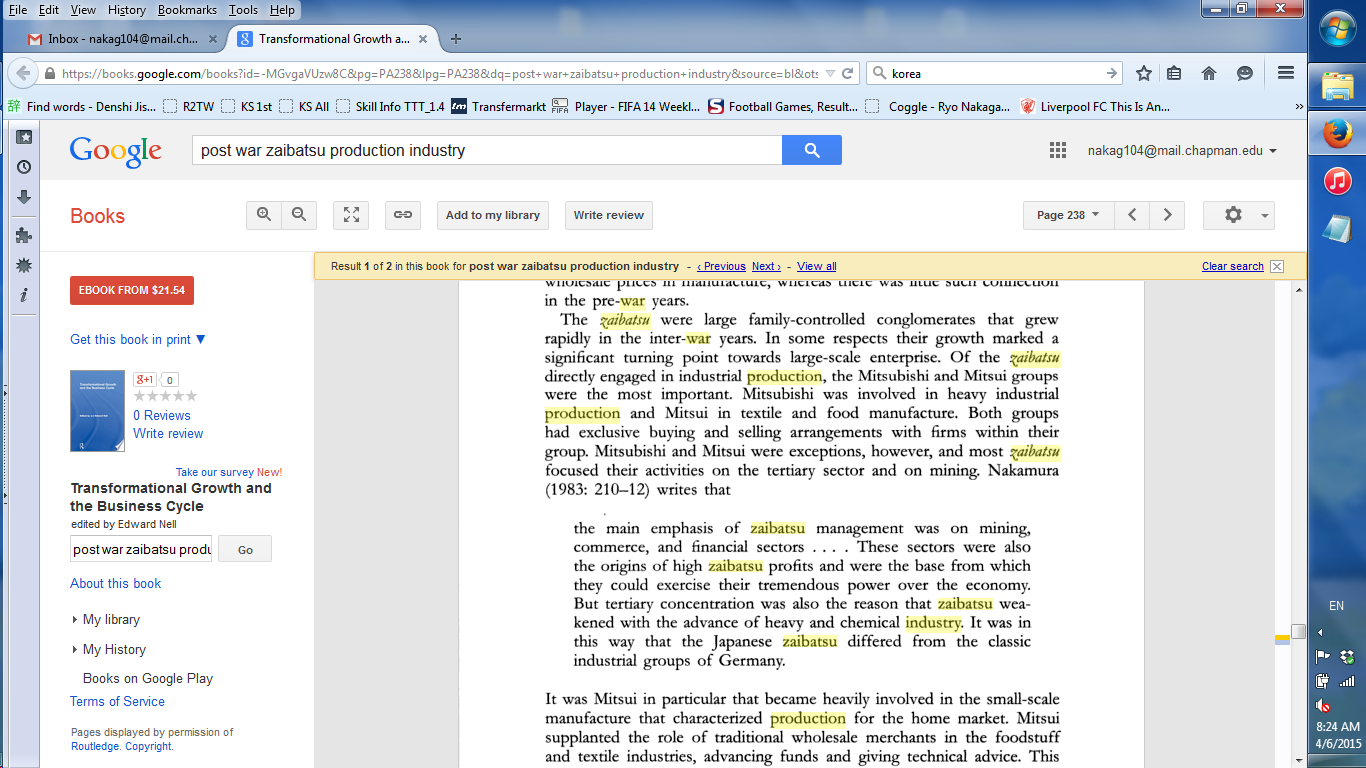 File Edit View History Bookmarks Tools Help
Inbox - nakag104@mail.ch... × Transformational Growth a... × +
https://books.google.com/books?id=-MGvgaVUzw8C&pg=PA238&lpg=PA238&dq=post+war+zaibatsu+production+industry&source=bl&ots korea
辞 Find words - Denshi Jis... R2TW KS 1st KS All Skill Info TTT_1.4 Transfermarkt Player - FIFA 14 Weekl... Football Games, Result... Coggle - Ryo Nakaga... Liverpool FC This Is An... »
Google post war zaibatsu production industry nakag104@mail.chapman.edu
Books Add to my library Write review Page 238
Result 1 of 2 in this book for post war zaibatsu production industry - ‹ Previous Next › - View all Clear search
EBOOK FROM $21.54
Get this book in print ▼
g+1 0
0 Reviews
Write review
Take our survey New!
Transformational Growth and
the Business Cycle
edited by Edward Nell
post war zaibatsu produ Go
About this book
My library
My History
Books on Google Play
Terms of Service
Pages displayed by permission of
Routledge. Copyright.
wholesale prices in manufacture, whereas there was little such connection
in the pre-war years.
The zaibatsu were large family-controlled conglomerates that grew
rapidly in the inter-war years. In some respects their growth marked a
significant turning point towards large-scale enterprise. Of the zaibatsu
directly engaged in industrial production, the Mitsubishi and Mitsui groups
were the most important. Mitsubishi was involved in heavy industrial
production and Mitsui in textile and food manufacture. Both groups
had exclusive buying and selling arrangements with firms within their
group. Mitsubishi and Mitsui were exceptions, however, and most zaibatsu
focused their activities on the tertiary sector and on mining. Nakamura
(1983: 210–12) writes that
the main emphasis of zaibatsu management was on mining,
commerce, and financial sectors . . . . These sectors were also
the origins of high zaibatsu profits and were the base from which
they could exercise their tremendous power over the economy.
But tertiary concentration was also the reason that zaibatsu wea-
kened with the advance of heavy and chemical industry. It was in
this way that the Japanese zaibatsu differed from the classic
industrial groups of Germany.
It was Mitsui in particular that became heavily involved in the small-scale
manufacture that characterized production for the home market. Mitsui
supplanted the role of traditional wholesale merchants in the foodstuff
and textile industries, advancing funds and giving technical advice. This
EN
8:24 AM
4/6/2015